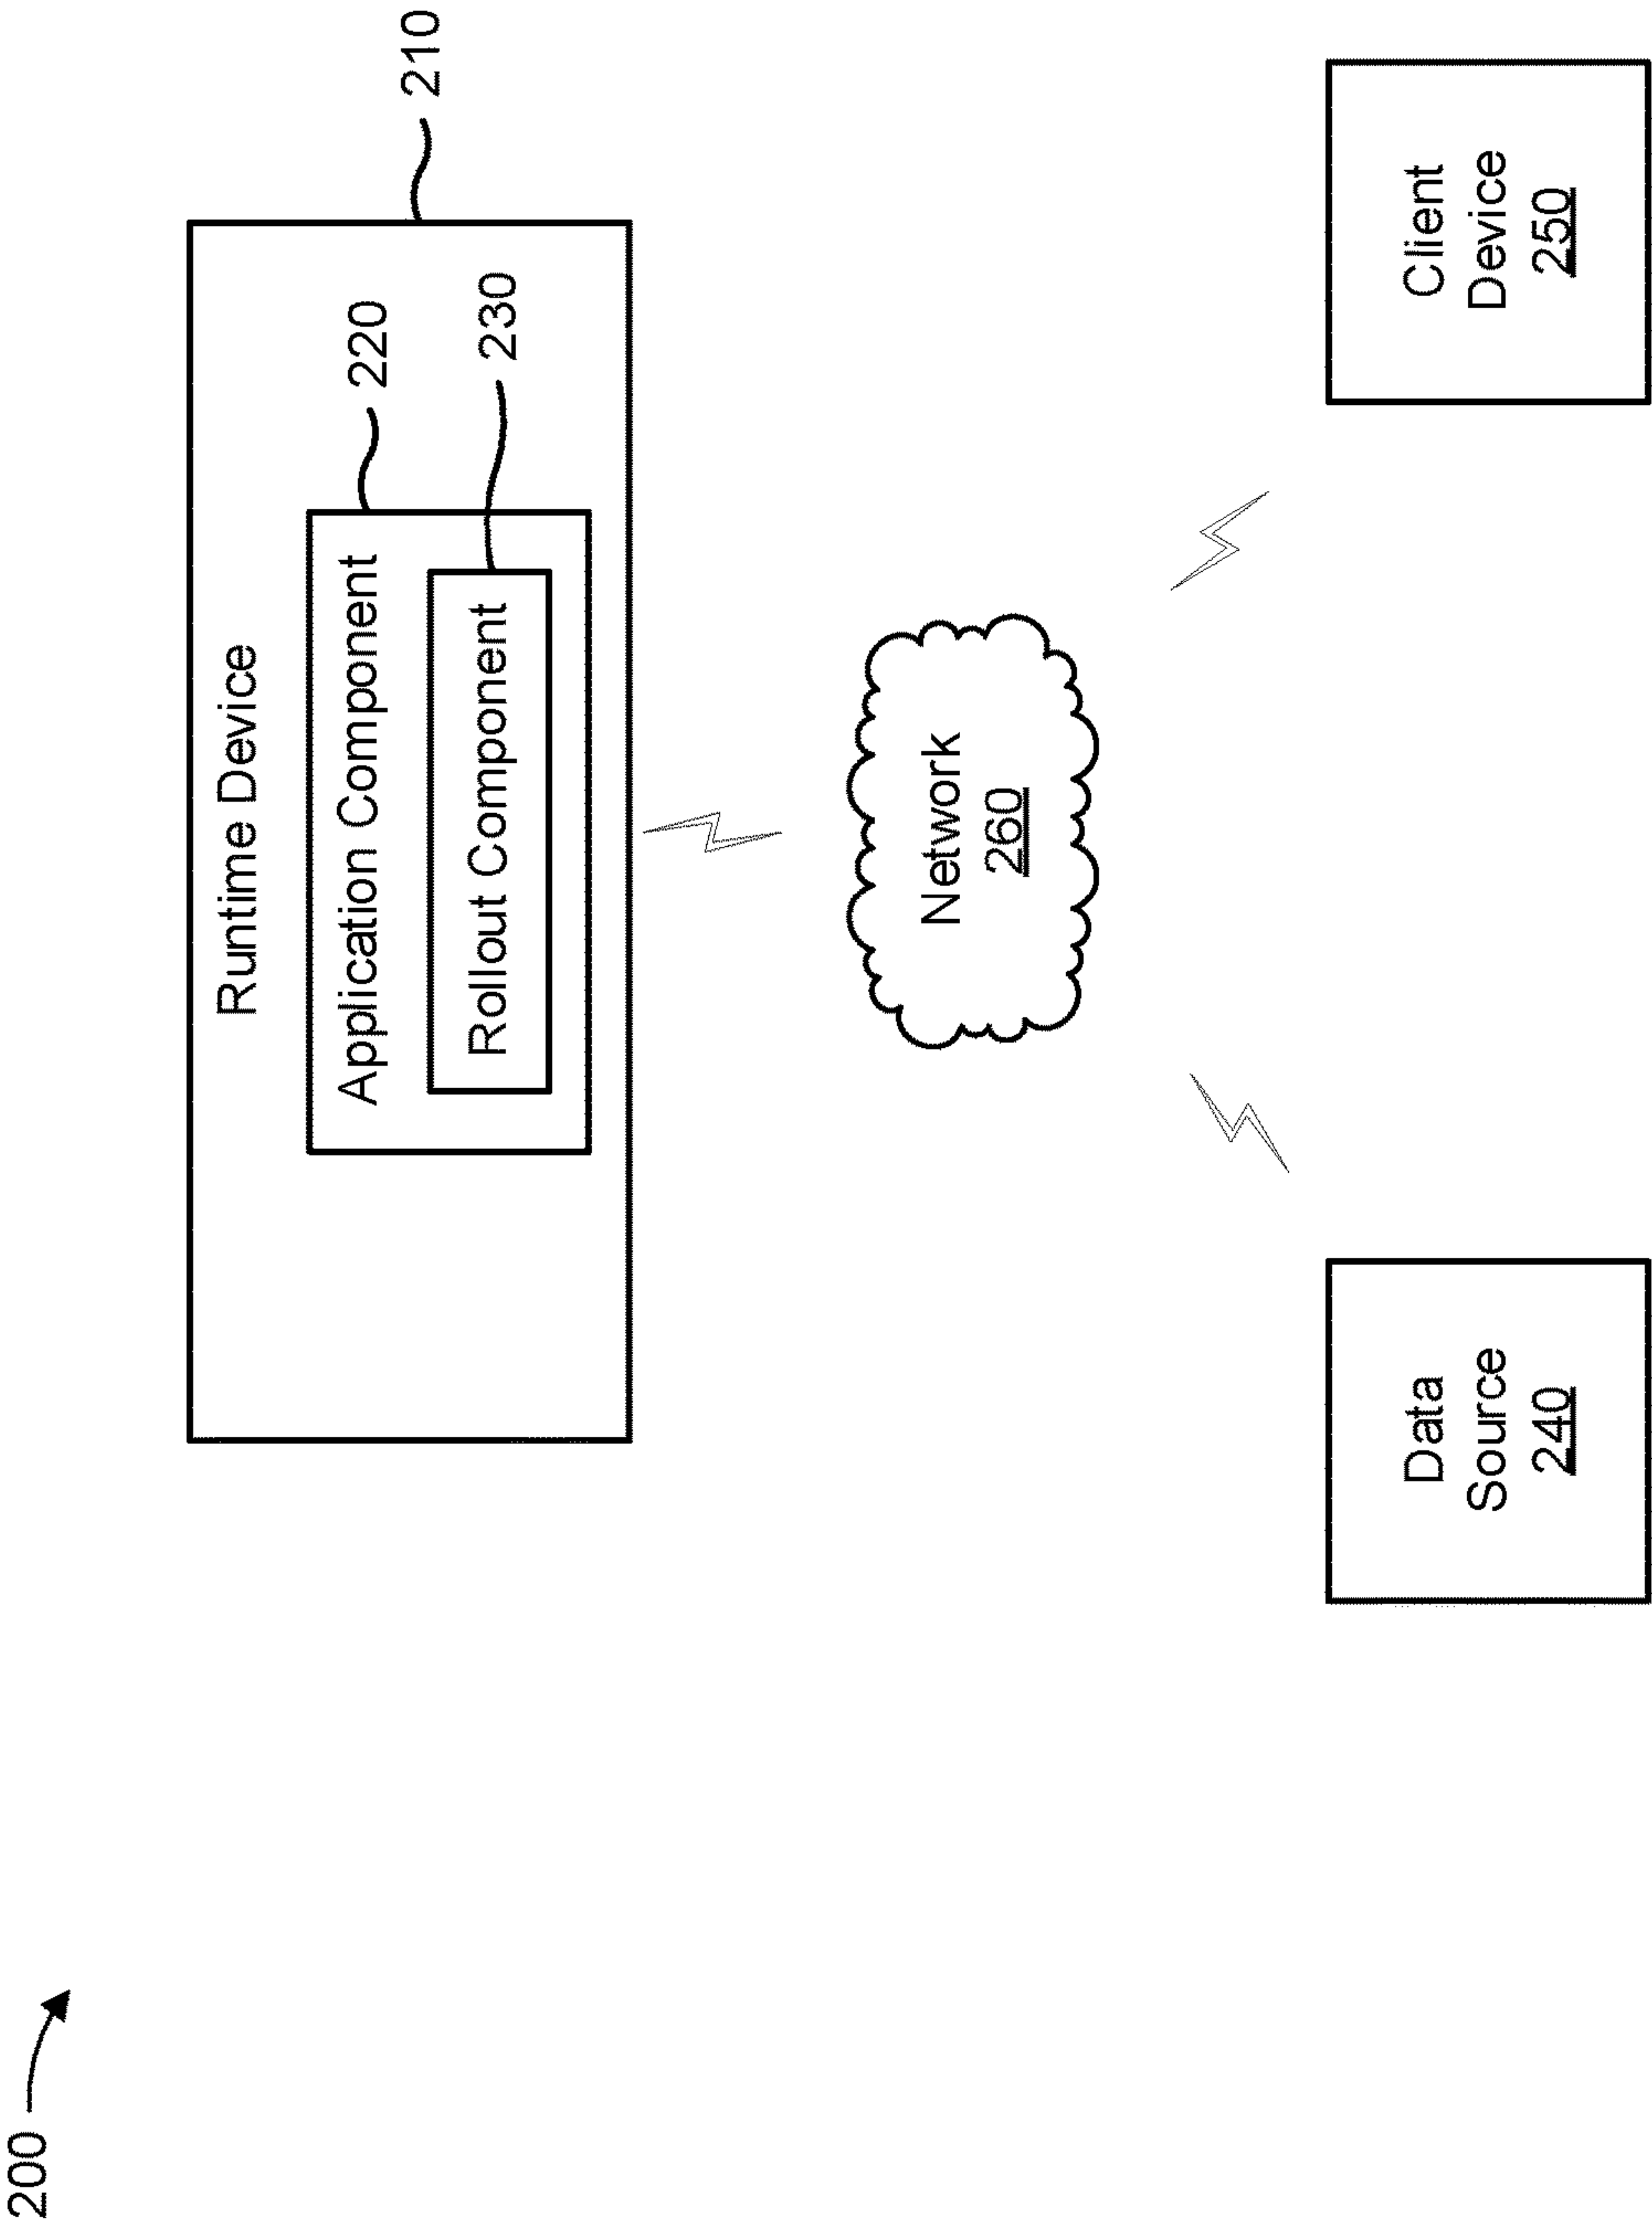 200
Runtime Device
210
Application Component
220
Rollout Component
230
Network
260
Data
Source
240
Client
Device
250